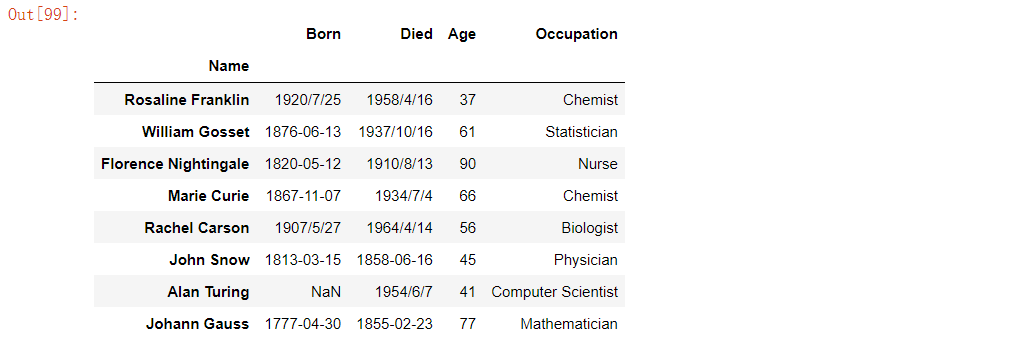 Out[99]:
Born Died Age Occupation
Name
Rosaline Franklin 1920/7/25 1958/4/16 37 Chemist
William Gosset 1876-06-13 1937/10/16 61 Statistician
Florence Nightingale 1820-05-12 1910/8/13 90 Nurse
Marie Curie 1867-11-07 1934/7/4 66 Chemist
Rachel Carson 1907/5/27 1964/4/14 56 Biologist
John Snow 1813-03-15 1858-06-16 45 Physician
Alan Turing NaN 1954/6/7 41 Computer Scientist
Johann Gauss 1777-04-30 1855-02-23 77 Mathematician